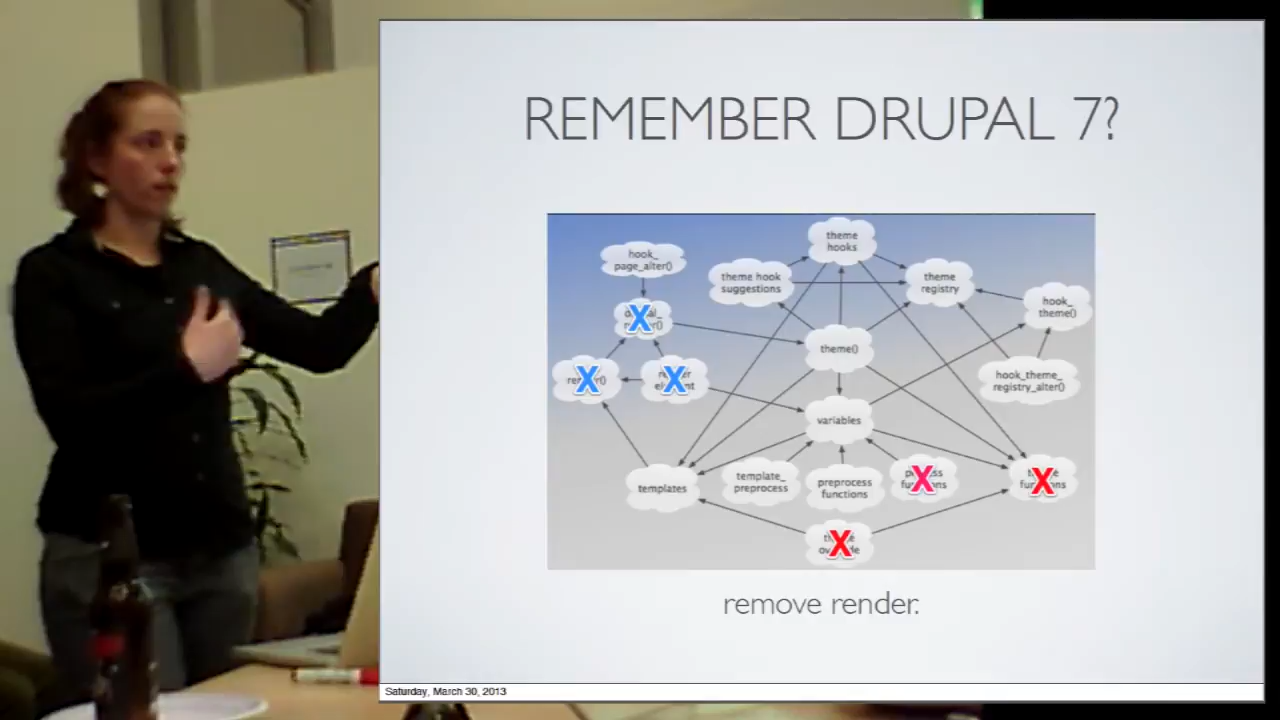 REMEMBER DRUPAL 7?
theme
hooks
hook_
page_alter()
theme hook
suggestions
theme
registry
hook_
theme()
theme()
hook_theme_
registry_alter()
variables
templates
template_
preprocess
preprocess
functions
remove render.
Saturday, March 30, 2013